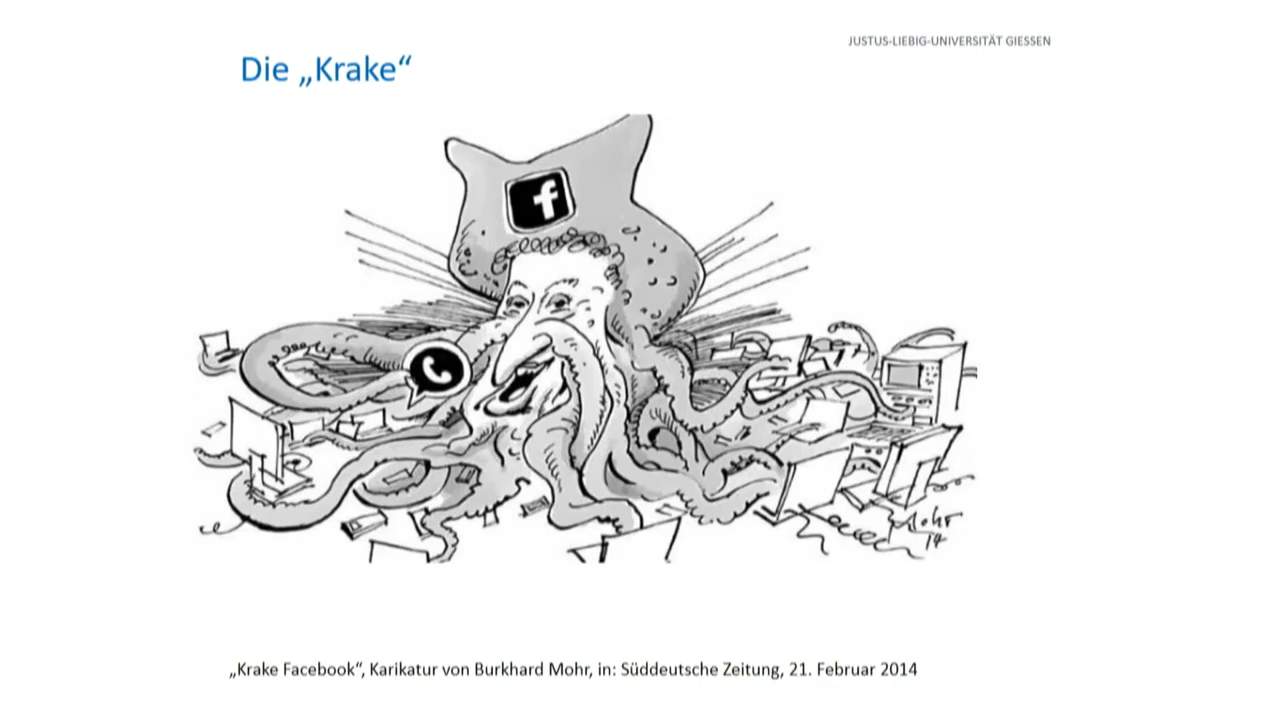 JUSTUS-LIEBIG-UNIVERSITÄT GIESSEN
Die „Krake“
f
Mohr
14
„Krake Facebook“, Karikatur von Burkhard Mohr, in: Süddeutsche Zeitung, 21. Februar 2014